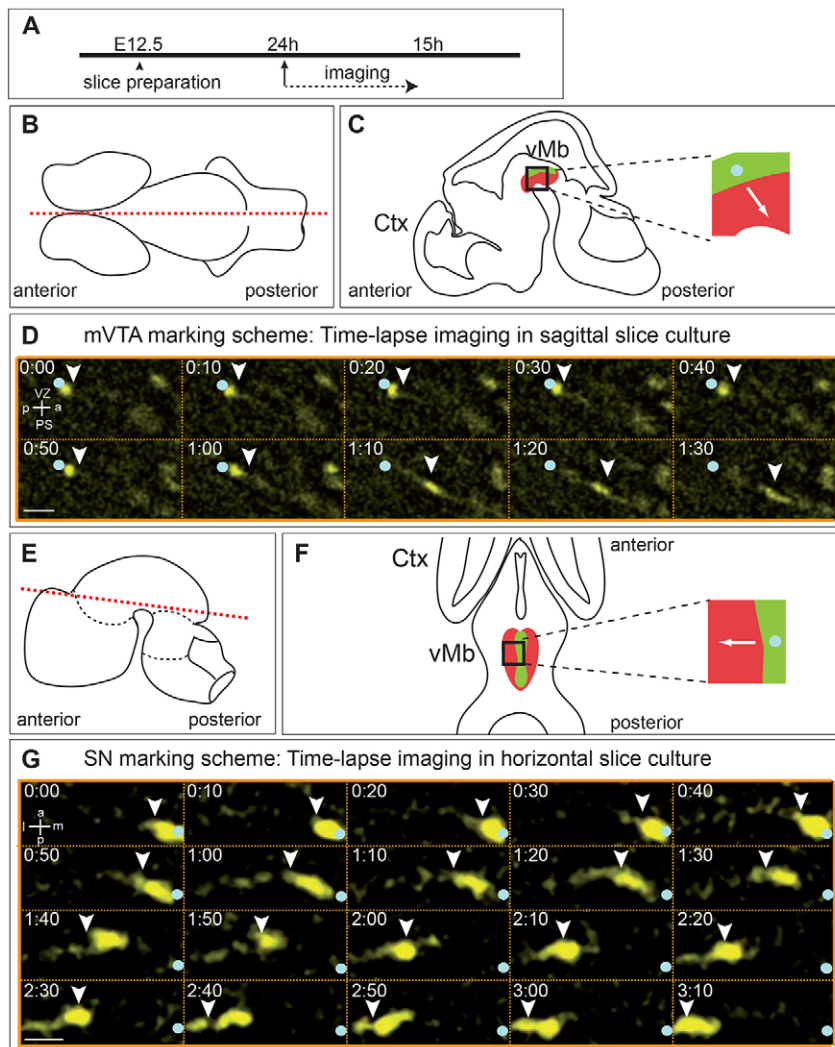 A
E12.5 24h 15h
slice preparation imaging
B
anterior posterior
C
vMb
Ctx
anterior posterior
D mVTA marking scheme: Time-lapse imaging in sagittal slice culture
0:00 0:10 0:20 0:30 0:40
VZ
p a
PS
0:50 1:00 1:10 1:20 1:30
E
anterior posterior
F
Ctx anterior
vMb
posterior
G SN marking scheme: Time-lapse imaging in horizontal slice culture
0:00 0:10 0:20 0:30 0:40
a
l m
p
0:50 1:00 1:10 1:20 1:30
1:40 1:50 2:00 2:10 2:20
2:30 2:40 2:50 3:00 3:10